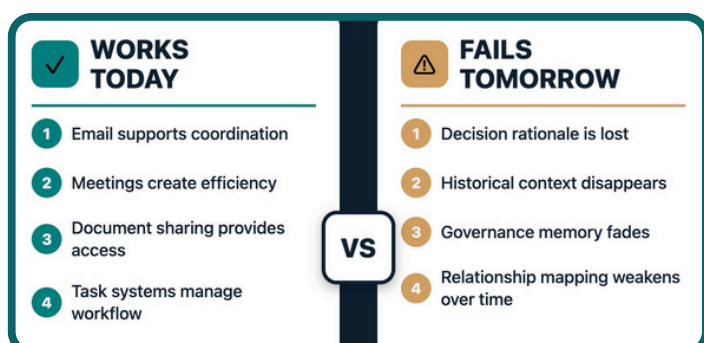 WORKS
TODAY
1 Email supports coordination
2 Meetings create efficiency
3 Document sharing provides
access
4 Task systems manage
workflow
VS
FAILS
TOMORROW
1 Decision rationale is lost
2 Historical context disappears
3 Governance memory fades
4 Relationship mapping weakens
over time